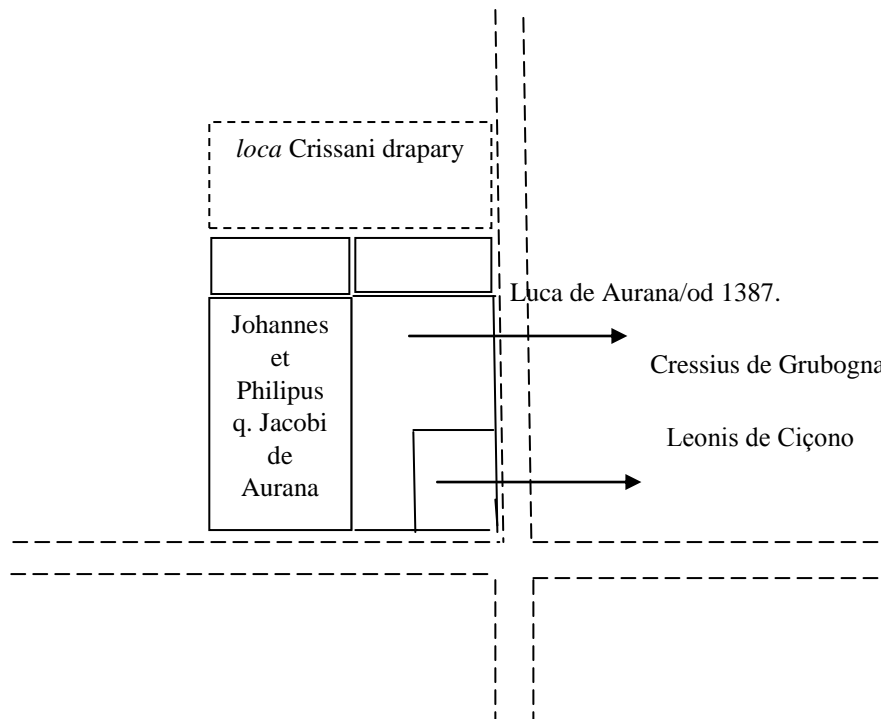 loca Crissani drapary
Luca de Aurana/od 1387.
Johannes
et
Philipus
q. Jacobi
de
Aurana
Cressius de Grubogna
Leonis de Ciçono